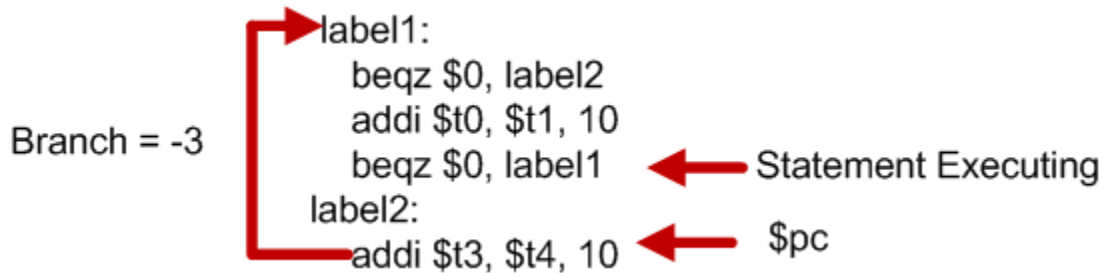 label1:
beqz $0, label2
addi $t0, $t1, 10
Branch = -3
beqz $0, label1
Statement Executing
label2:
addi $t3, $t4, 10
$pc